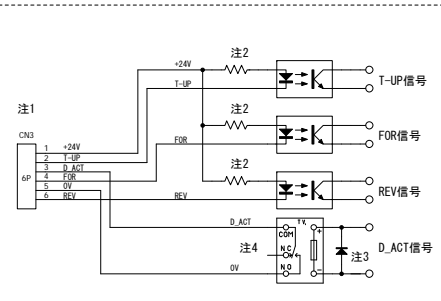 +24V
注2
T-UP
T-UP信号
注1
CN3
注2
1 +24V
2 T-UP
3 D_ACT
4 FOR
5 0V
6 REV
6P
FOR
FOR信号
注2
REV
REV信号
D_ACT
COM
+
注4
NC
注3
D_ACT信号
0V
NO
-